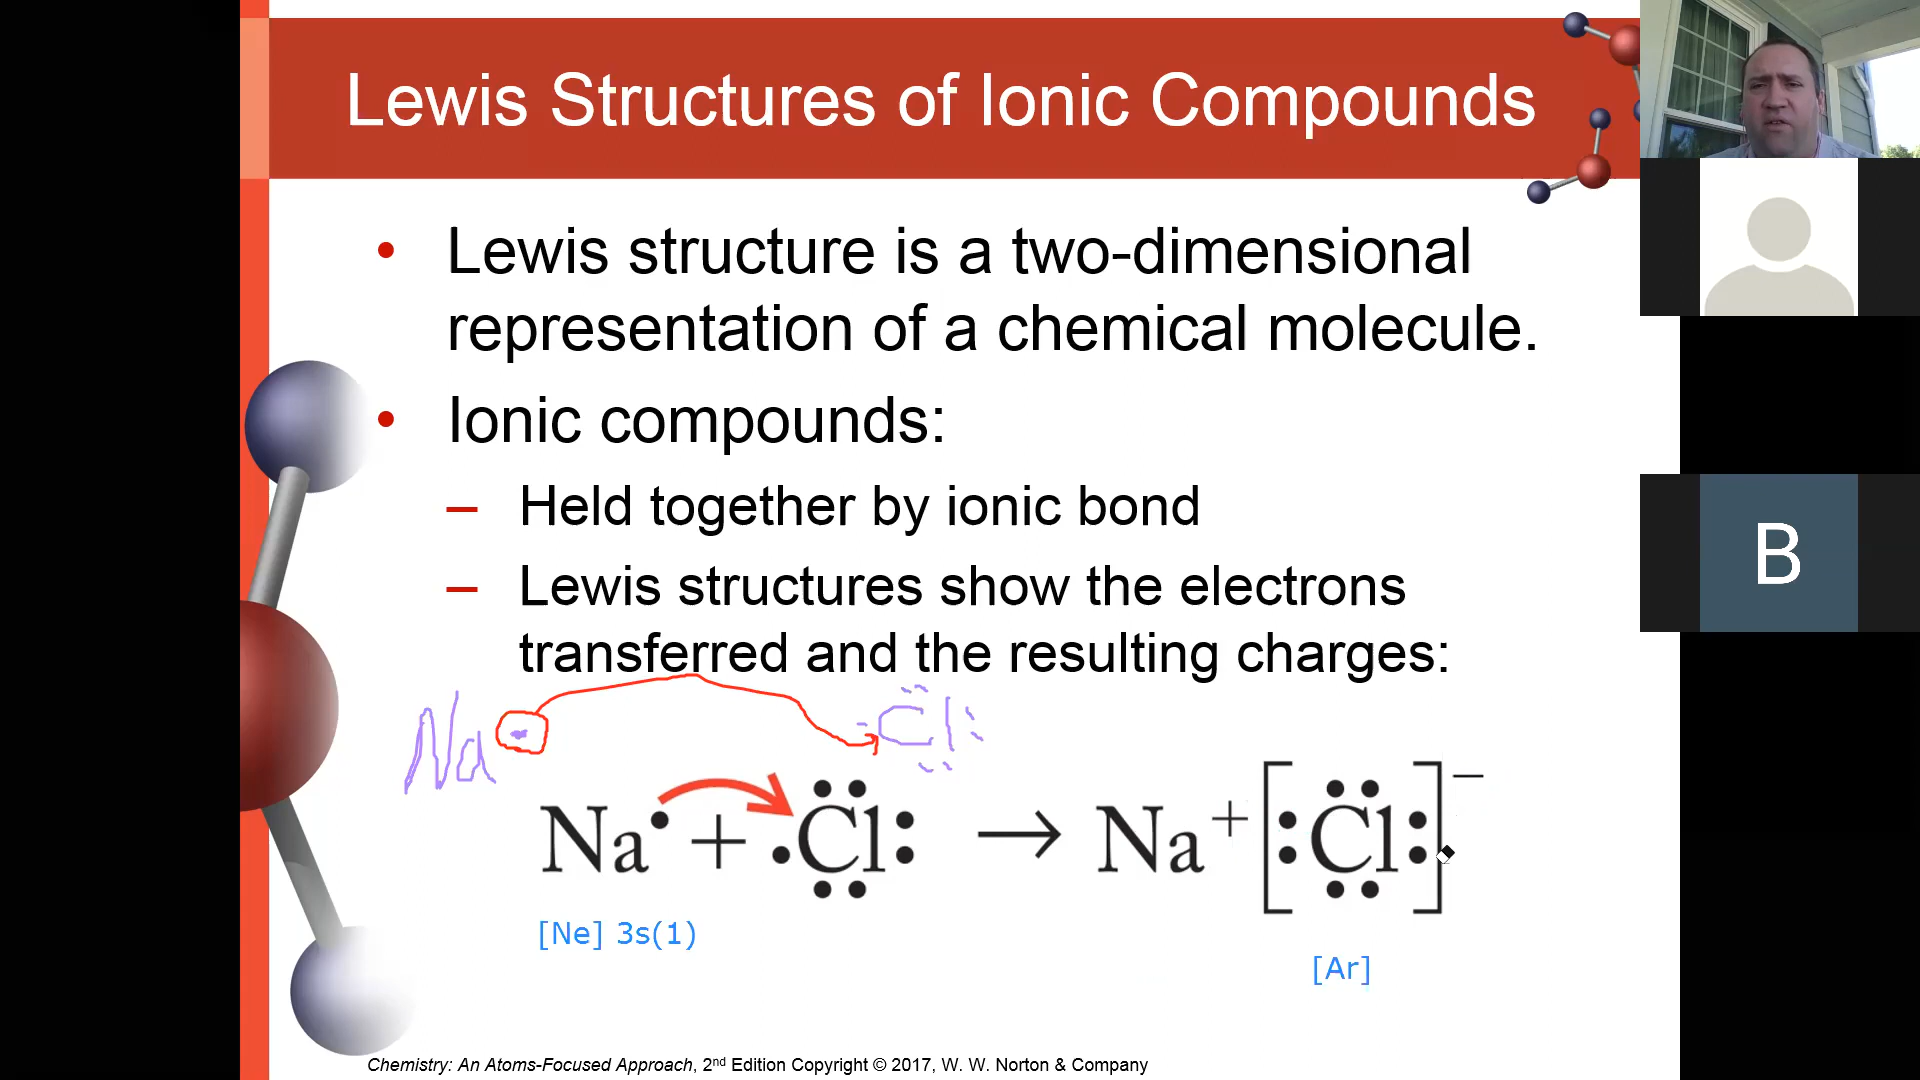 Lewis Structures of Ionic Compounds
• Lewis structure is a two-dimensional
representation of a chemical molecule.
• Ionic compounds:
– Held together by ionic bond
– Lewis structures show the electrons
transferred and the resulting charges:
Na Cl
Na + Cl → Na + [Cl] −
[Ne] 3s(1)
[Ar]
Chemistry: An Atoms-Focused Approach, 2nd Edition Copyright © 2017, W. W. Norton & Company
B